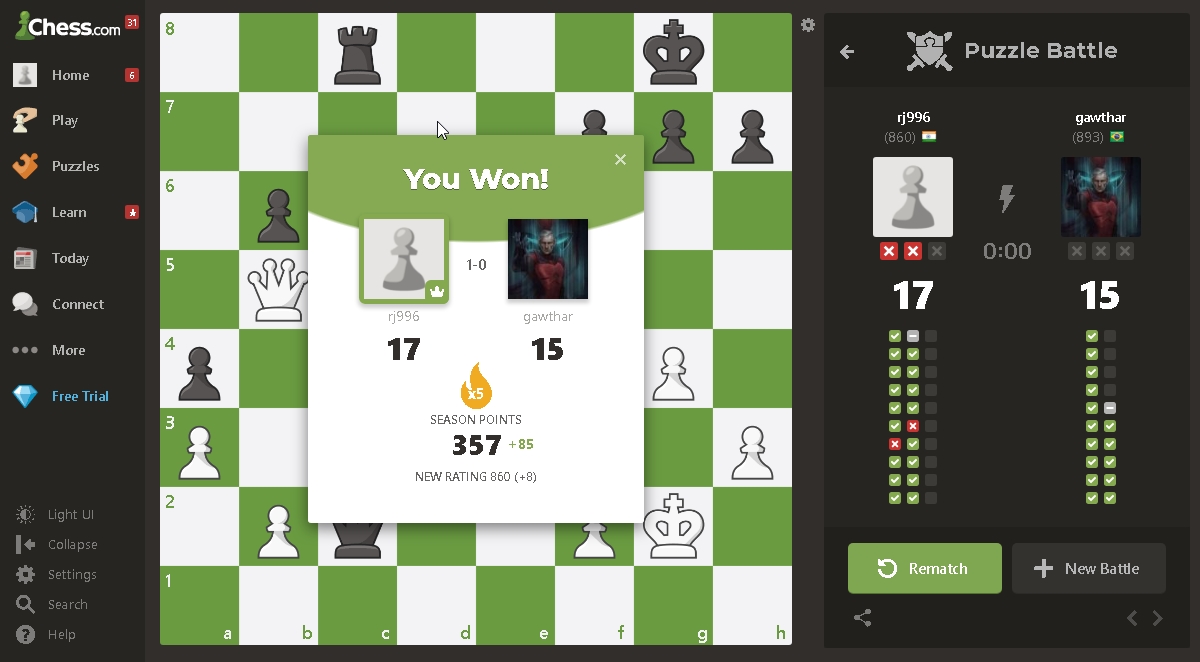 Chess.com 31
Home 6
Play
Puzzles
Learn
Today
Connect
More
Free Trial
Light UI
Collapse
Settings
Search
Help
8
7
6
5
4
3
2
1
a b c d e f g h
You Won!
1-0
rj996 gawthar
17 15
x5
SEASON POINTS
357 +85
NEW RATING 860 (+8)
Puzzle Battle
rj996 gawthar
(860) (893)
0:00
17 15
Rematch
New Battle